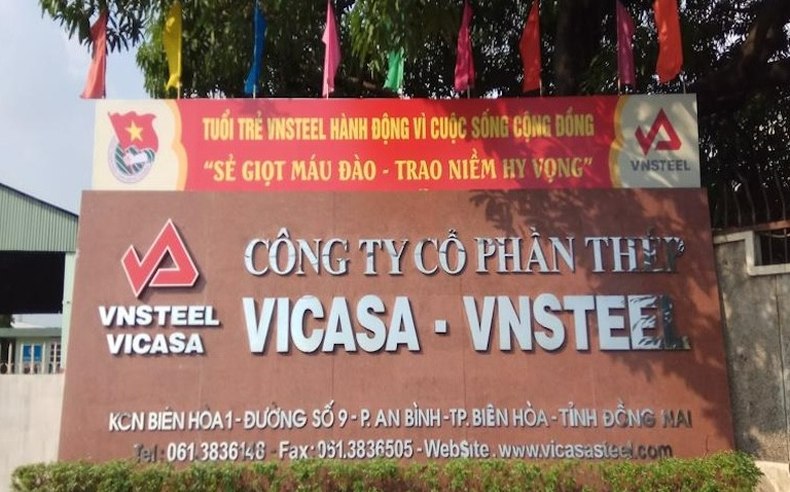 TUỔI TRẺ VNSTEEL HÀNH ĐỘNG VÌ CUỘC SỐNG CỘNG ĐỒNG
"SẺ GIỌT MÁU ĐÀO - TRAO NIỀM HY VỌNG"
VNSTEEL
CÔNG TY CỔ PHẦN THÉP
VICASA - VNSTEEL
VNSTEEL
VICASA
KCN BIÊN HÒA 1 - ĐƯỜNG SỐ 9 - P. AN BÌNH - TP. BIÊN HÒA - TỈNH ĐỒNG NAI
Tel : 061.3836148 - Fax: 061.3836505 - WebSite . www.vicasasteel.com